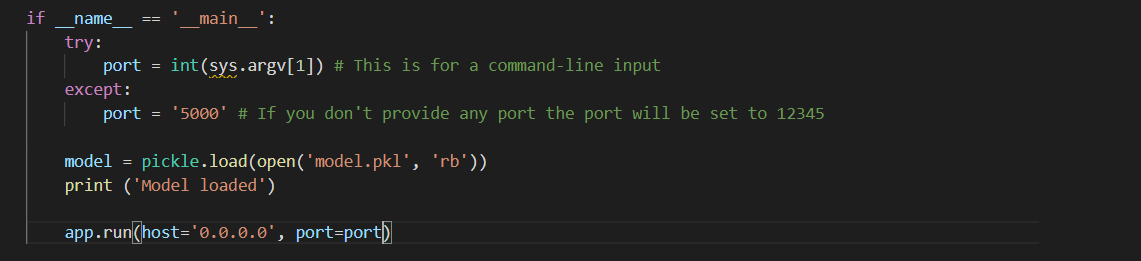 if __name__ == '__main__':
    try:
        port = int(sys.argv[1]) # This is for a command-line input
    except:
        port = '5000' # If you don't provide any port the port will be set to 12345

    model = pickle.load(open('model.pkl', 'rb'))
    print ('Model loaded')

    app.run(host='0.0.0.0', port=port)